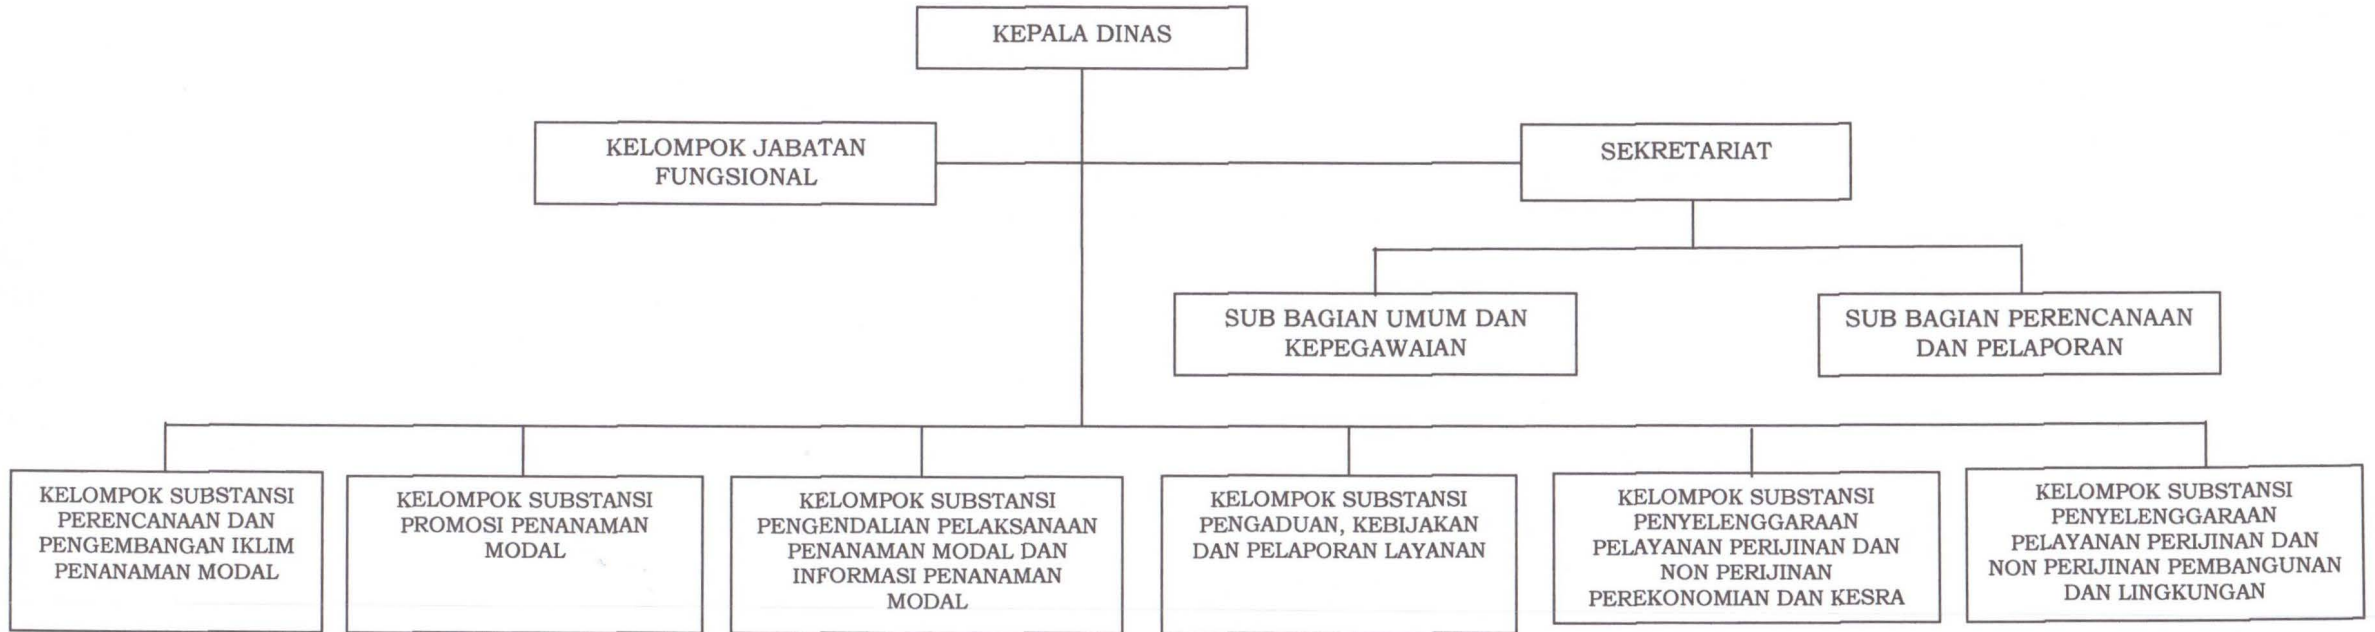 KEPALA DINAS
KELOMPOK JABATAN
FUNGSIONAL
SEKRETARIAT
SUB BAGIAN UMUM DAN
KEPEGAWAIAN
SUB BAGIAN PERENCANAAN
DAN PELAPORAN
KELOMPOK SUBSTANSI
PERENCANAAN DAN
PENGEMBANGAN IKLIM
PENANAMAN MODAL
KELOMPOK SUBSTANSI
PROMOSI PENANAMAN
MODAL
KELOMPOK SUBSTANSI
PENGENDALIAN PELAKSANAAN
PENANAMAN MODAL DAN
INFORMASI PENANAMAN
MODAL
KELOMPOK SUBSTANSI
PENGADUAN, KEBIJAKAN
DAN PELAPORAN LAYANAN
KELOMPOK SUBSTANSI
PENYELENGGARAAN
PELAYANAN PERIJINAN DAN
NON PERIJINAN
PEREKONOMIAN DAN KESRA
KELOMPOK SUBSTANSI
PENYELENGGARAAN
PELAYANAN PERIJINAN DAN
NON PERIJINAN PEMBANGUNAN
DAN LINGKUNGAN